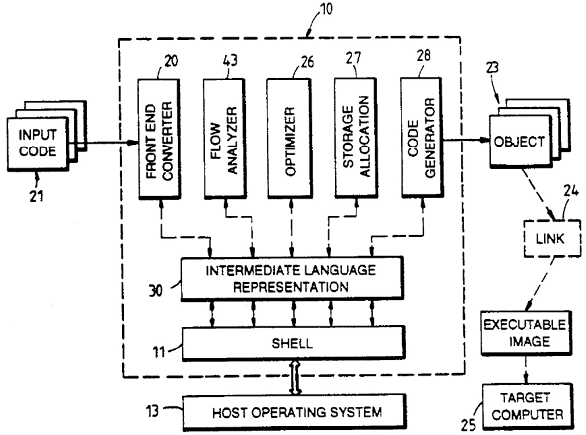 10
20
43
26
27
28
23
INPUT
CODE
21
FRONT END
CONVERTER
FLOW
ANALYZER
OPTIMIZER
STORAGE
ALLOCATION
CODE
GENERATOR
OBJECT
24
LINK
INTERMEDIATE LANGUAGE
REPRESENTATION
30
EXECUTABLE
IMAGE
SHELL
11
HOST OPERATING SYSTEM
13
TARGET
COMPUTER
25